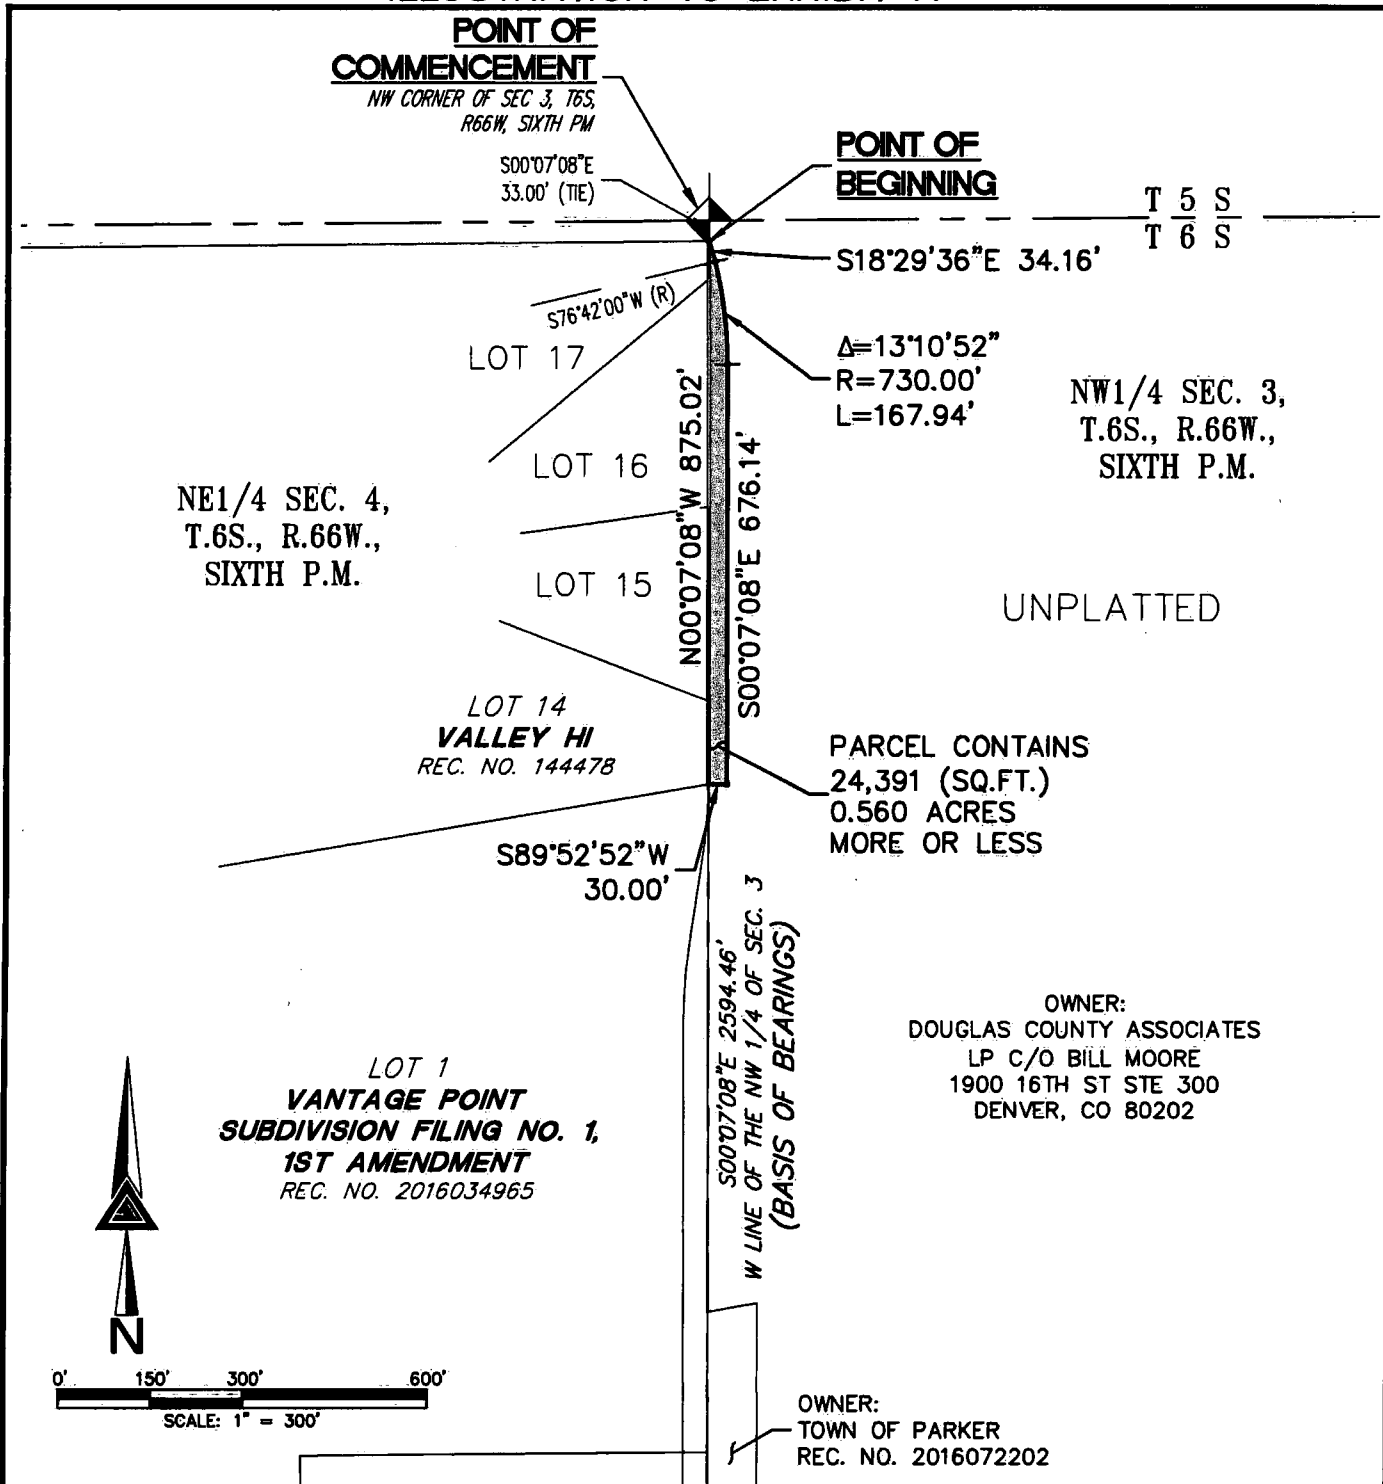 POINT OF
COMMENCEMENT
NW CORNER OF SEC 3, T6S,
R66W, SIXTH PM
S00°07'08"E
33.00' (TIE)
POINT OF
BEGINNING
T 5 S
T 6 S
S18°29'36"E 34.16'
S76°42'00"W (R)
LOT 17
Δ=13°10'52"
R=730.00'
L=167.94'
NW1/4 SEC. 3,
T.6S., R.66W.,
SIXTH P.M.
LOT 16
N00°07'08"W 875.02'
S00°07'08"E 676.14'
NE1/4 SEC. 4,
T.6S., R.66W.,
SIXTH P.M.
LOT 15
UNPLATTED
LOT 14
VALLEY HI
REC. NO. 144478
PARCEL CONTAINS
24,391 (SQ.FT.)
0.560 ACRES
MORE OR LESS
S89°52'52"W
30.00'
S00°07'08"E 2594.46'
W LINE OF THE NW 1/4 OF SEC. 3
(BASIS OF BEARINGS)
OWNER:
DOUGLAS COUNTY ASSOCIATES
LP C/O BILL MOORE
1900 16TH ST STE 300
DENVER, CO 80202
LOT 1
VANTAGE POINT
SUBDIVISION FILING NO. 1,
1ST AMENDMENT
REC. NO. 2016034965
N
0' 150' 300' 600'
SCALE: 1" = 300'
OWNER:
TOWN OF PARKER
REC. NO. 2016072202